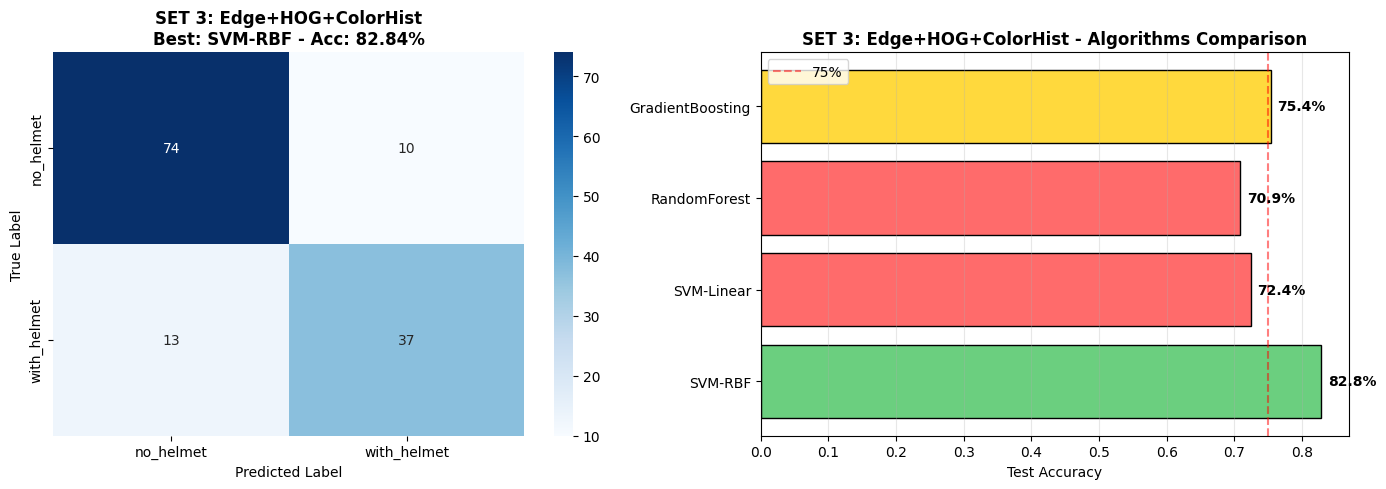 SET 3: Edge+HOG+ColorHist
Best: SVM-RBF - Acc: 82.84%
True Label
no_helmet
with_helmet
74
10
13
37
no_helmet
with_helmet
Predicted Label
70
60
50
40
30
20
10
SET 3: Edge+HOG+ColorHist - Algorithms Comparison
75%
GradientBoosting
75.4%
RandomForest
70.9%
SVM-Linear
72.4%
SVM-RBF
82.8%
0.0
0.1
0.2
0.3
0.4
0.5
0.6
0.7
0.8
Test Accuracy